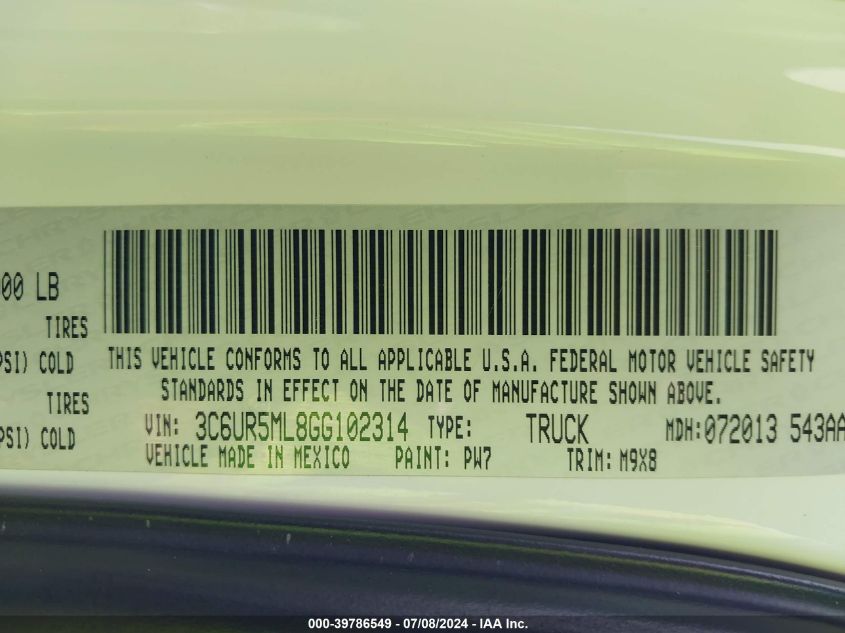 00 LB
TIRES
PSI) COLD
TIRES
PSI) COLD
THIS VEHICLE CONFORMS TO ALL APPLICABLE U.S.A. FEDERAL MOTOR VEHICLE SAFETY
STANDARDS IN EFFECT ON THE DATE OF MANUFACTURE SHOWN ABOVE.
VIN: 3C6UR5ML8GG102314 TYPE: TRUCK MDH:072013 543AA
VEHICLE MADE IN MEXICO PAINT: PW7 TRIM: M9X8
000-39786549 - 07/08/2024 - IAA Inc.